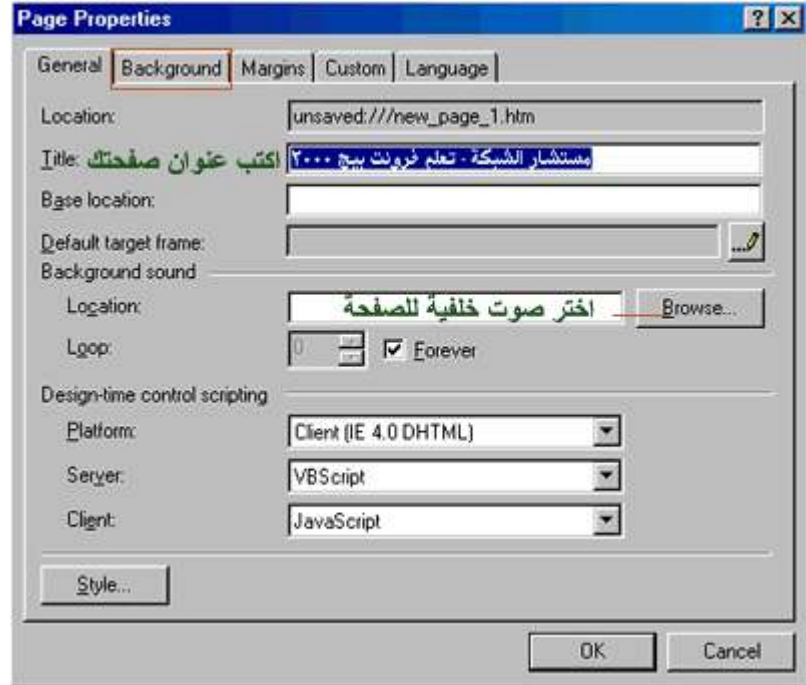 Page Properties
General Background Margins Custom Language
Location: unsaved:///new_page_1.htm
Title: اكتب عنوان صفحتك مستشار الشبكة - تعلم فرونت بيج ٢٠٠٠
Base location:
Default target frame:
Background sound
Location: اختر صوت خلفية للصفحة Browse...
Loop: 0 Forever
Design-time control scripting
Platform: Client (IE 4.0 DHTML)
Server: VBScript
Client: JavaScript
Style...
OK Cancel